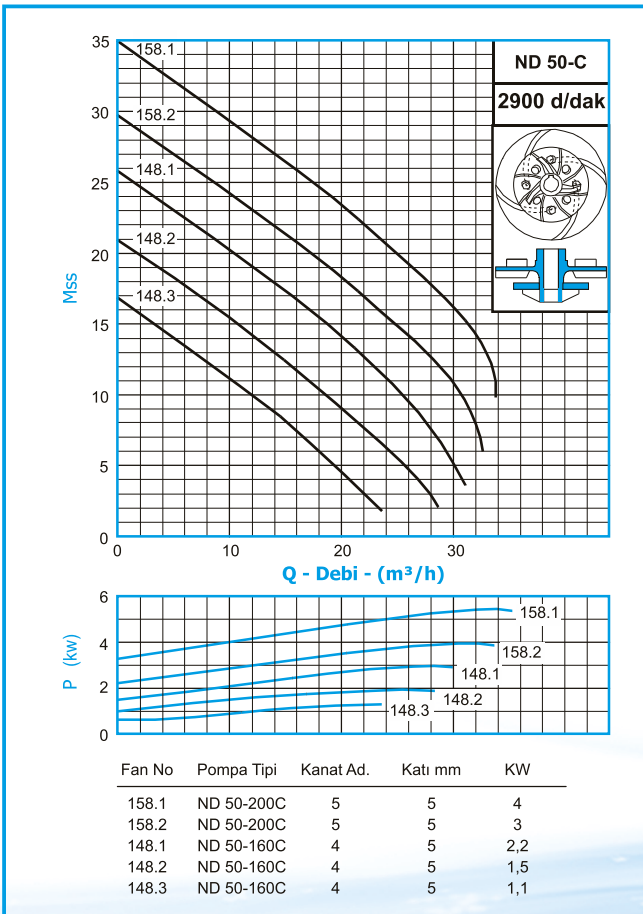 ND 50-C
2900 d/dak
35
30
25
20
15
10
5
0
Mss
158.1
158.2
148.1
148.2
148.3
0 10 20 30
Q - Debi - (m³/h)
6
4
2
0
P (kw)
158.1
158.2
148.1
148.2
148.3
Fan No Pompa Tipi Kanat Ad. Katı mm KW
158.1 ND 50-200C 5 5 4
158.2 ND 50-200C 5 5 3
148.1 ND 50-160C 4 5 2,2
148.2 ND 50-160C 4 5 1,5
148.3 ND 50-160C 4 5 1,1